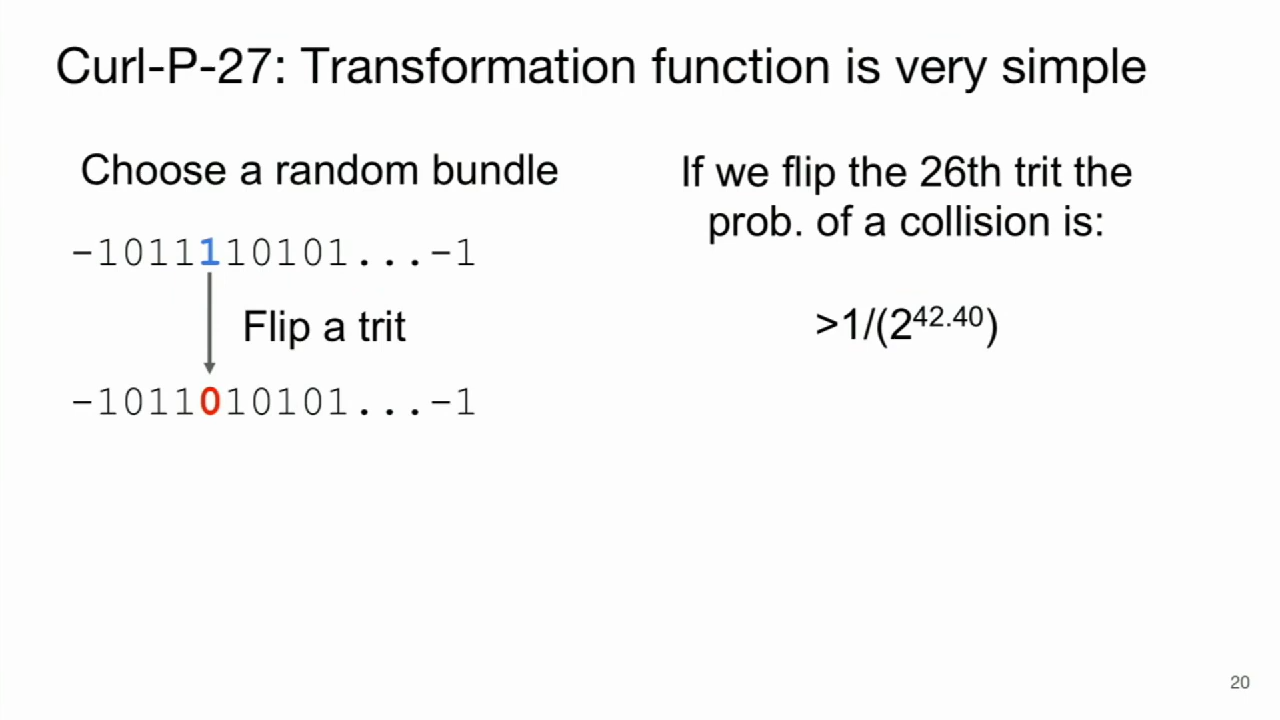 Curl-P-27: Transformation function is very simple
Choose a random bundle
-1011110101...-1
Flip a trit
-1011010101...-1
If we flip the 26th trit the
prob. of a collision is:
>1/(2^42.40)
20